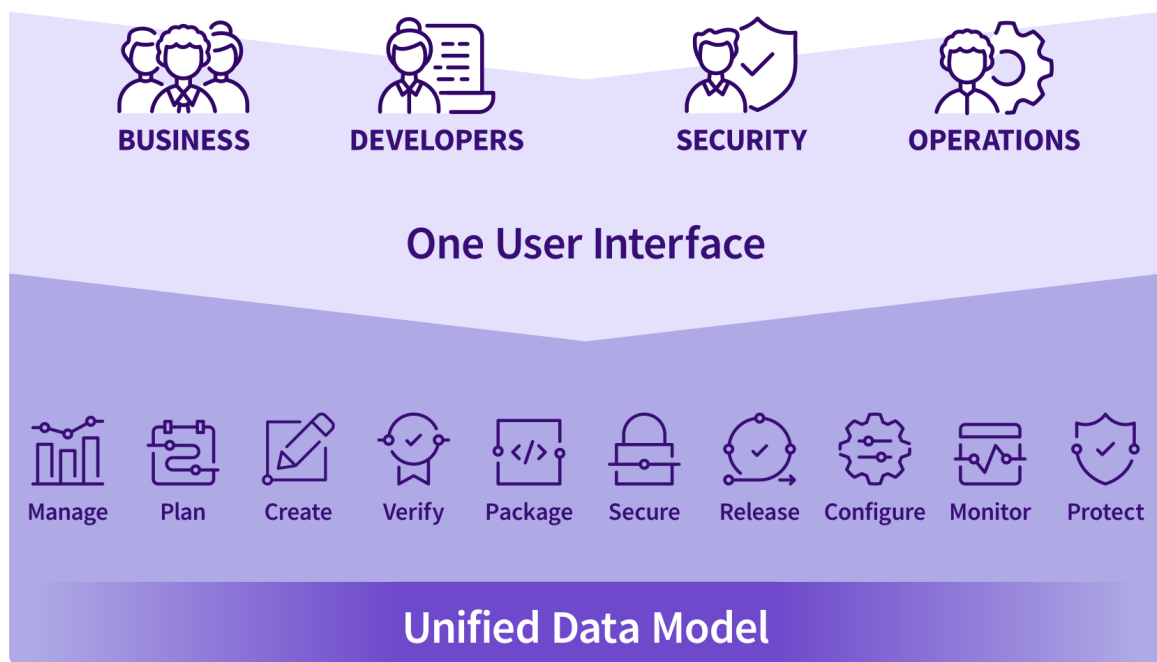 BUSINESS
DEVELOPERS
SECURITY
OPERATIONS
One User Interface
</>
Manage
Plan
Create
Verify
Package
Secure
Release
Configure
Monitor
Protect
Unified Data Model